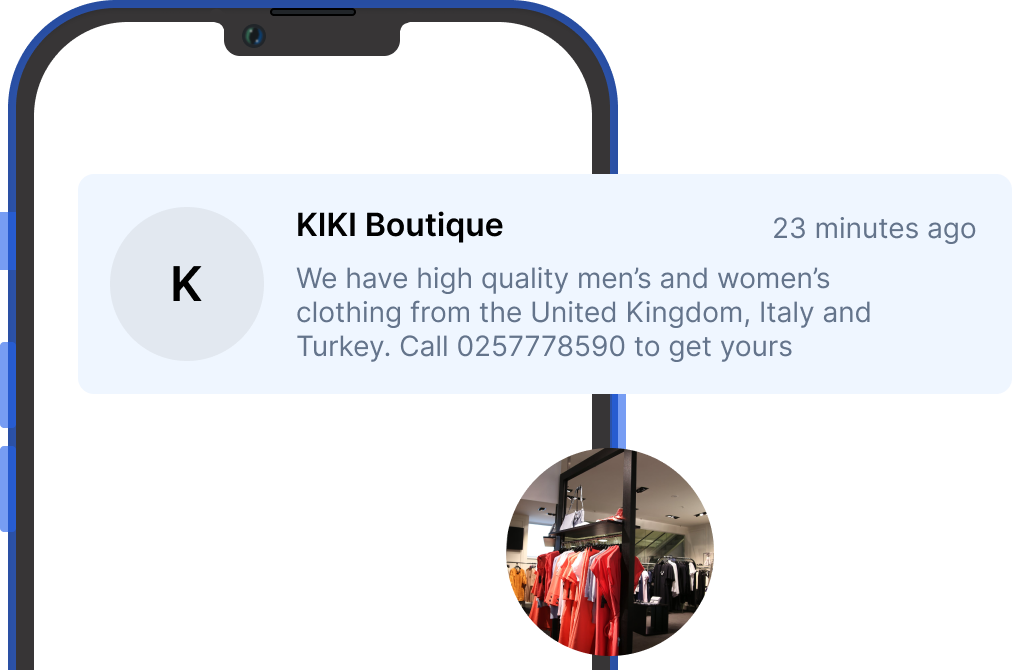 KIKI Boutique
23 minutes ago
K
We have high quality men’s and women’s
clothing from the United Kingdom, Italy and
Turkey. Call 0257778590 to get yours